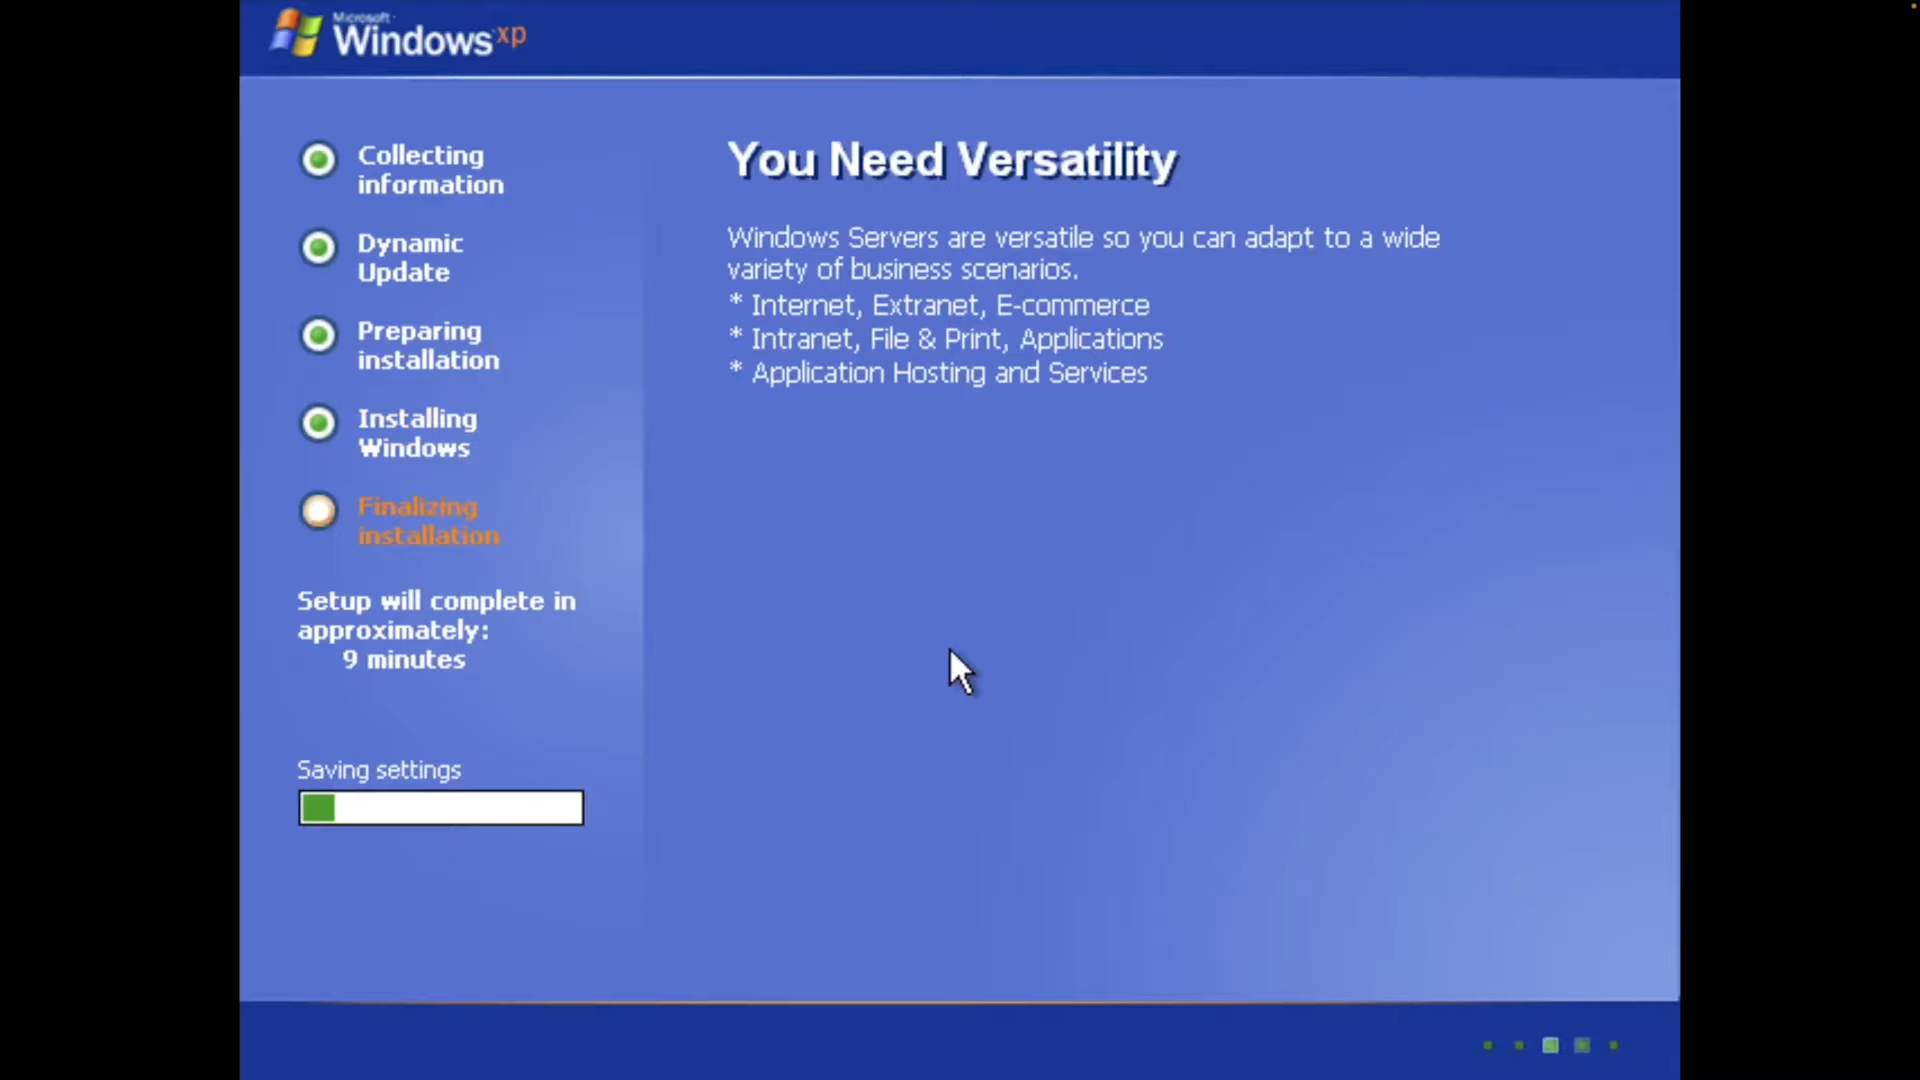 Microsoft
Windows xp
Collecting
information
Dynamic
Update
Preparing
installation
Installing
Windows
Finalizing
installation
Setup will complete in
approximately:
9 minutes
Saving settings
You Need Versatility
Windows Servers are versatile so you can adapt to a wide
variety of business scenarios.
* Internet, Extranet, E-commerce
* Intranet, File & Print, Applications
* Application Hosting and Services